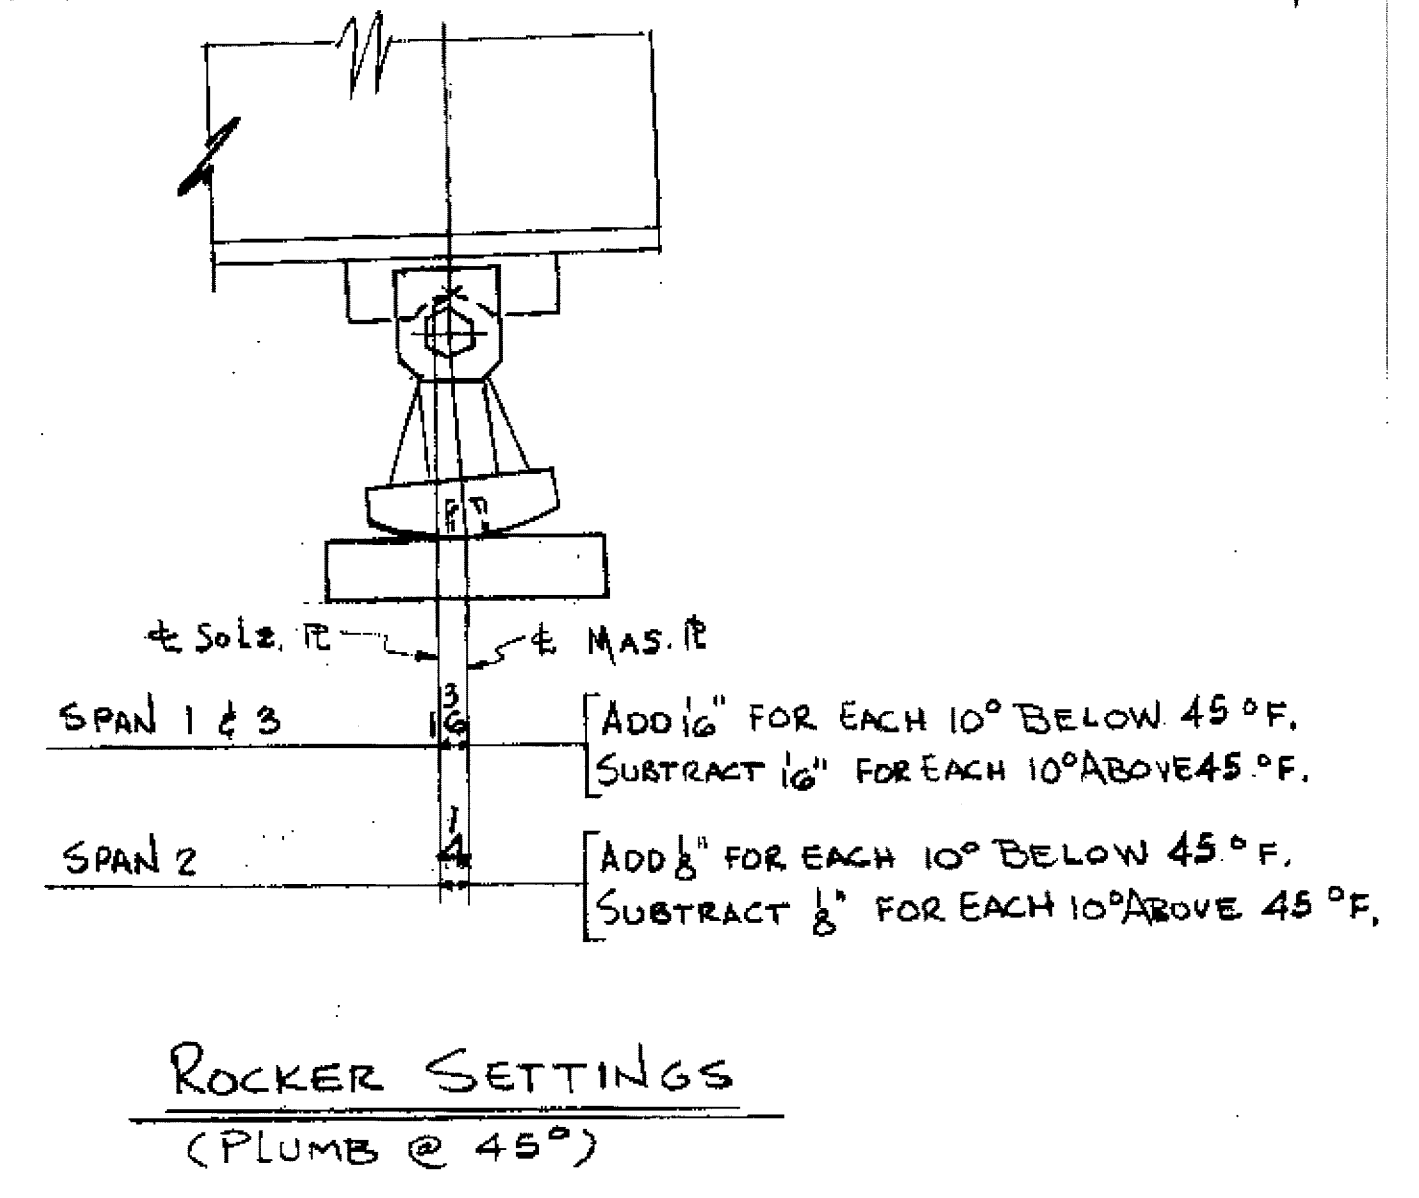 ℄ Sole ⅊
℄ MAS. ⅊
SPAN 1 & 3
3/16
ADD 1/16" FOR EACH 10° BELOW 45°F.
SUBTRACT 1/16" FOR EACH 10° ABOVE 45°F.
SPAN 2
1/4
ADD 1/8" FOR EACH 10° BELOW 45°F.
SUBTRACT 1/8" FOR EACH 10° ABOVE 45°F.
ROCKER SETTINGS
(PLUMB @ 45°)